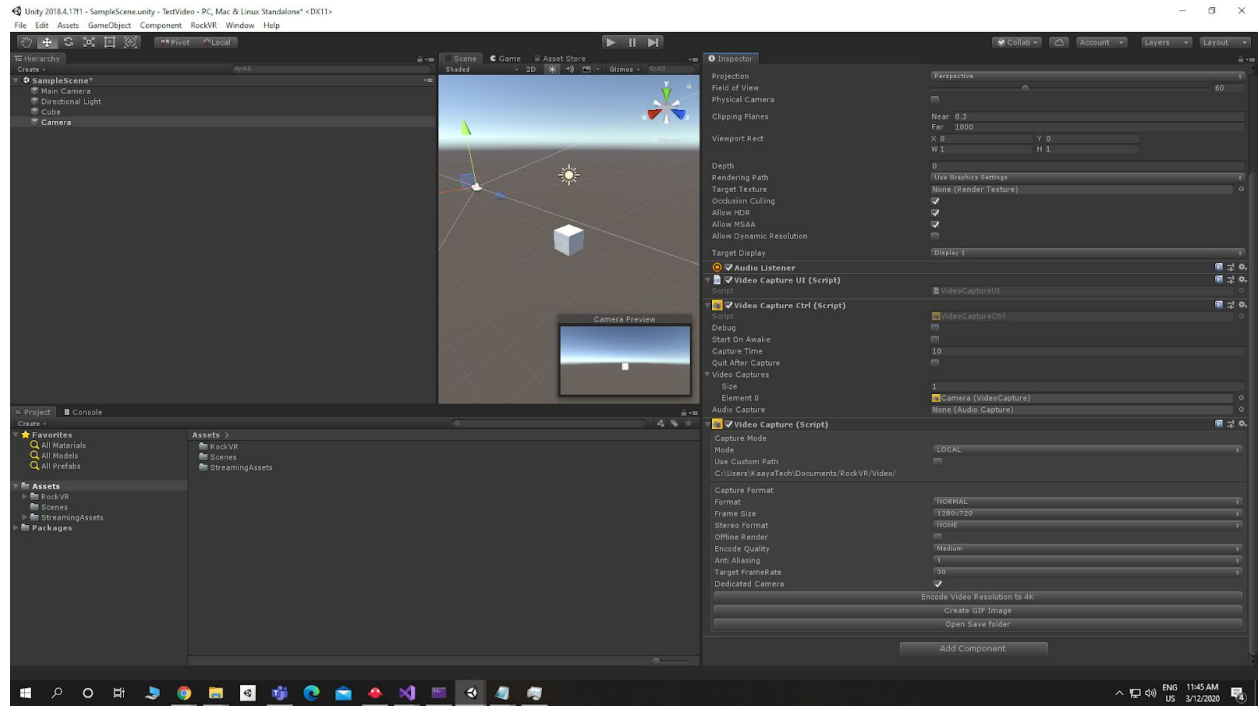 Unity 2018.4.17f1 - SampleScene.unity - TestVideo - PC, Mac & Linux Standalone* <DX11>
File Edit Assets GameObject Component RockVR Window Help
Pivot Local
Collab Account Layers Layout
Hierarchy
Create All
SampleScene*
Main Camera
Directional Light
Cube
Camera
Scene Game Asset Store
Shaded 2D Gizmos All
y
Camera Preview
Inspector
Projection Perspective
Field of View 60
Physical Camera
Clipping Planes Near 0.3
Far 1000
Viewport Rect X 0 Y 0
W 1 H 1
Depth 0
Rendering Path Use Graphics Settings
Target Texture None (Render Texture)
Occlusion Culling
Allow HDR
Allow MSAA
Allow Dynamic Resolution
Target Display Display 1
Audio Listener
Video Capture UI (Script)
Script VideoCaptureUI
Video Capture Ctrl (Script)
Script VideoCaptureCtrl
Debug
Start On Awake
Capture Time 10
Quit After Capture
Video Captures
Size 1
Element 0 Camera (VideoCapture)
Audio Capture None (Audio Capture)
Video Capture (Script)
Capture Mode
Mode LOCAL
Use Custom Path
C:\Users\KaayaTech\Documents/RockVR/Video/
Capture Format
Format NORMAL
Frame Size 1280x720
Stereo Format NONE
Offline Render
Encode Quality Medium
Anti Aliasing 1
Target FrameRate 30
Dedicated Camera
Encode Video Resolution to 4K
Create GIF Image
Open Save folder
Add Component
Project Console
Create
Favorites
All Materials
All Models
All Prefabs
Assets
RockVR
Scenes
StreamingAssets
Packages
Assets >
RockVR
Scenes
StreamingAssets
ENG 11:45 AM
US 3/12/2020
4